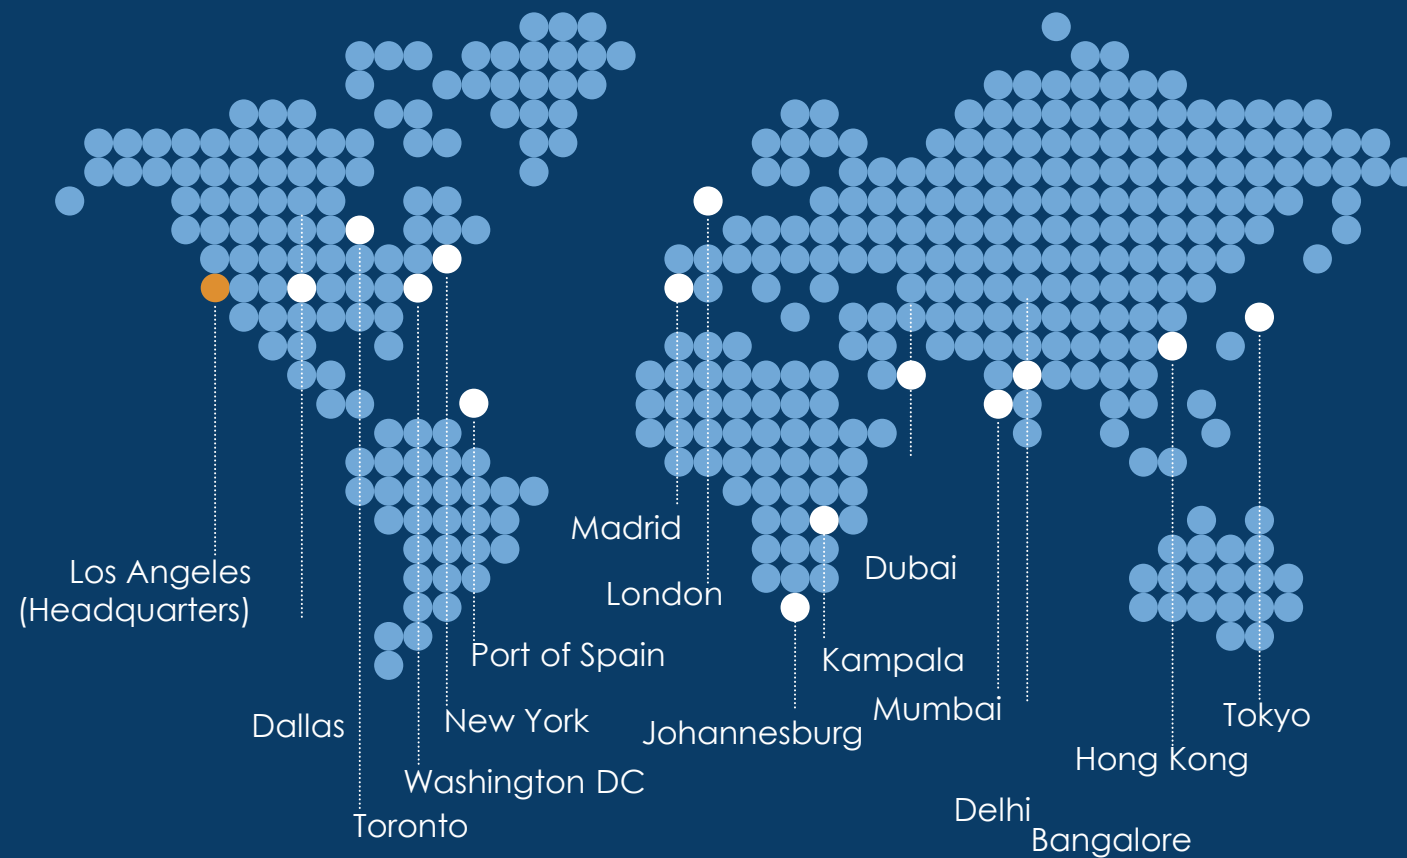 Madrid
Dubai
Los Angeles
(Headquarters)
London
Port of Spain
Kampala
Mumbai
Tokyo
New York
Dallas
Johannesburg
Hong Kong
Washington DC
Delhi
Toronto
Bangalore